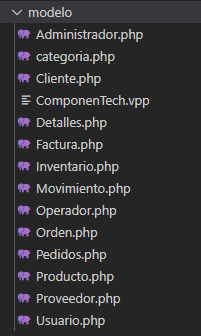 modelo
Administrador.php
categoria.php
Cliente.php
ComponenTech.vpp
Detalles.php
Factura.php
Inventario.php
Movimiento.php
Operador.php
Orden.php
Pedidos.php
Producto.php
Proveedor.php
Usuario.php